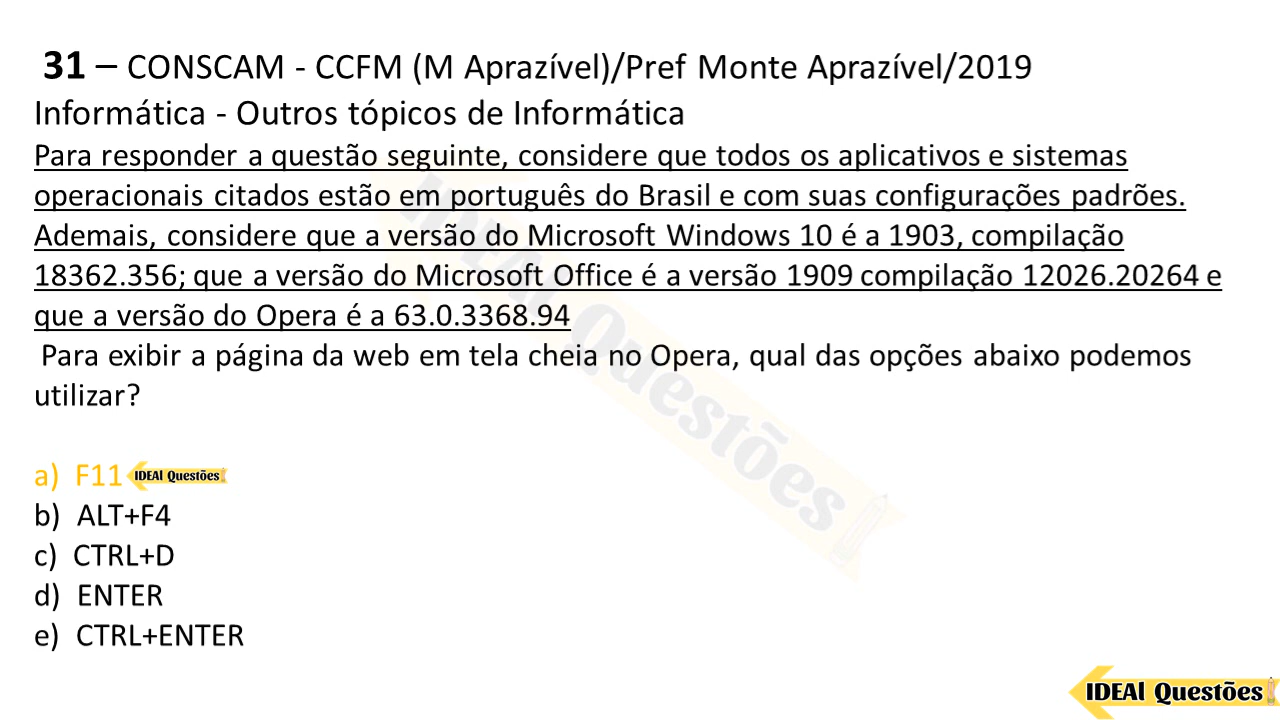 31 – CONSCAM - CCFM (M Aprazível)/Pref Monte Aprazível/2019
Informática - Outros tópicos de Informática
Para responder a questão seguinte, considere que todos os aplicativos e sistemas
operacionais citados estão em português do Brasil e com suas configurações padrões.
Ademais, considere que a versão do Microsoft Windows 10 é a 1903, compilação
18362.356; que a versão do Microsoft Office é a versão 1909 compilação 12026.20264 e
que a versão do Opera é a 63.0.3368.94
Para exibir a página da web em tela cheia no Opera, qual das opções abaixo podemos
utilizar?
a) F11 IDEAl Questões
b) ALT+F4
c) CTRL+D
d) ENTER
e) CTRL+ENTER
IDEAl Questões
IDEAl Questões